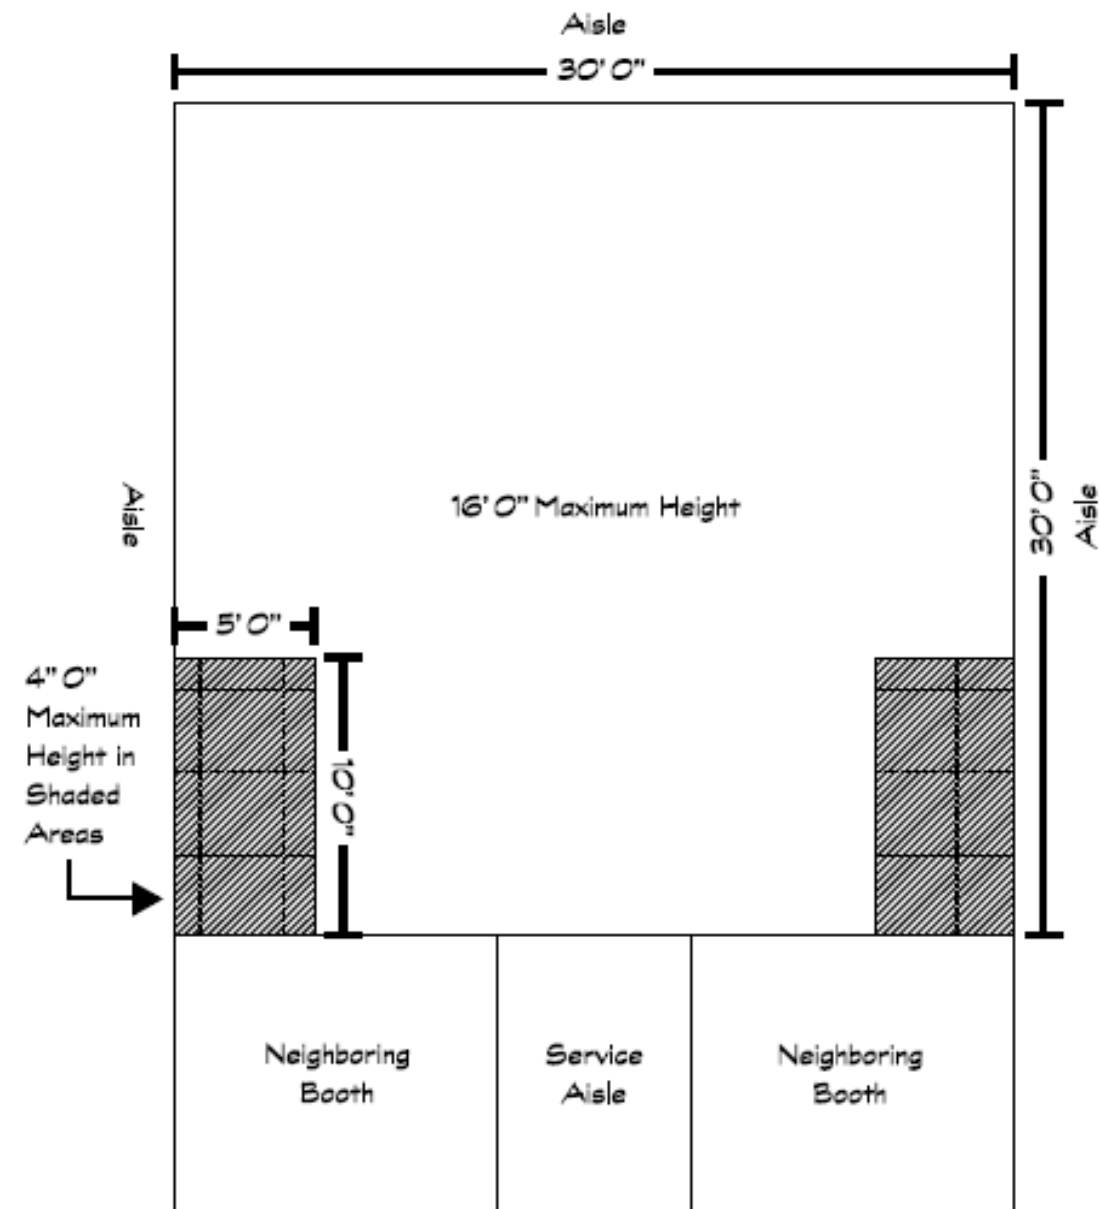 Aisle
30' 0"
Aisle
16' 0" Maximum Height
30' 0"
Aisle
5' 0"
4" 0"
Maximum
Height in
Shaded
Areas
10' 0"
Neighboring
Booth
Service
Aisle
Neighboring
Booth